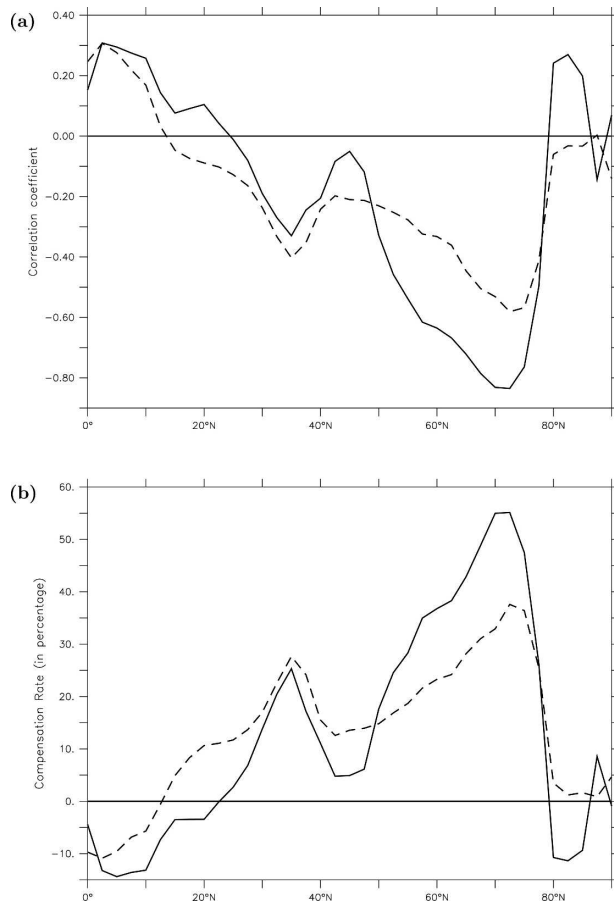 (a)
0.40
0.20
0.00
-0.20
-0.40
-0.60
-0.80
Correlation coefficient
0° 20°N 40°N 60°N 80°N
(b)
60.
50.
40.
30.
20.
10.
0.
-10.
Compensation Rate (in percentage)
0° 20°N 40°N 60°N 80°N